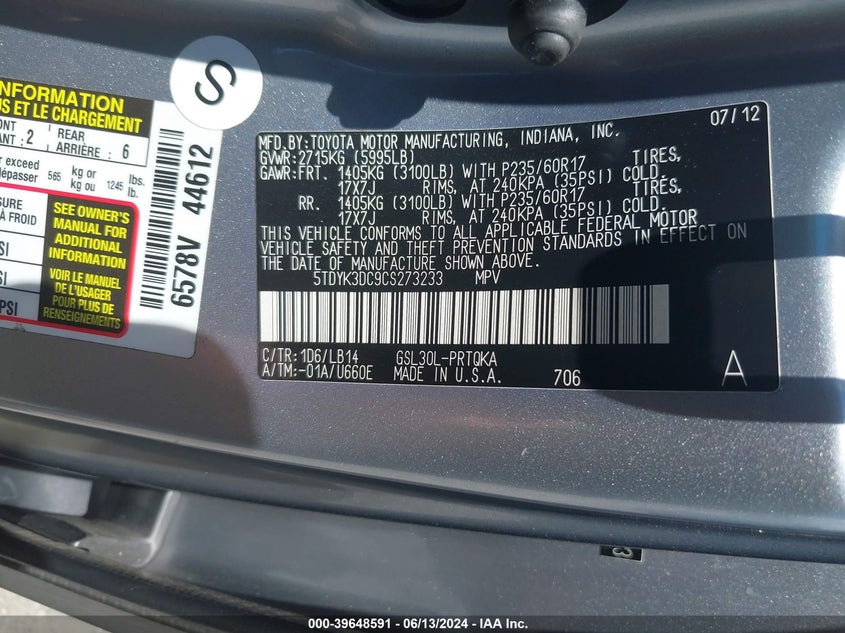 INFORMATION
US ET LE CHARGEMENT
2
REAR
ARRIÈRE :
6
exceed
565
kg or
kg ou
1245
lbs.
lb.
À FROID
PSI
SEE OWNER'S
MANUAL FOR
ADDITIONAL
INFORMATION
VOIR LE MANUEL
DE L'USAGER
POUR PLUS DE
RENSEIGNEMENTS
6578V 44612
S
07/12
MFD.BY:TOYOTA MOTOR MANUFACTURING, INDIANA, INC.
GVWR:2715KG (5995LB)
GAWR:FRT. 1405KG (3100LB) WITH P235/60R17 TIRES,
17X7J RIMS, AT 240KPA (35PSI) COLD.
RR. 1405KG (3100LB) WITH P235/60R17 TIRES,
17X7J RIMS, AT 240KPA (35PSI) COLD.
THIS VEHICLE CONFORMS TO ALL APPLICABLE FEDERAL MOTOR
VEHICLE SAFETY AND THEFT PREVENTION STANDARDS IN EFFECT ON
THE DATE OF MANUFACTURE SHOWN ABOVE.
5TDYK3DC9CS273233 MPV
C/TR:1D6/LB14 GSL30L-PRTQKA
A/TM:-01A/U660E MADE IN U.S.A. 706
A
3
000-39648591 - 06/13/2024 - IAA Inc.